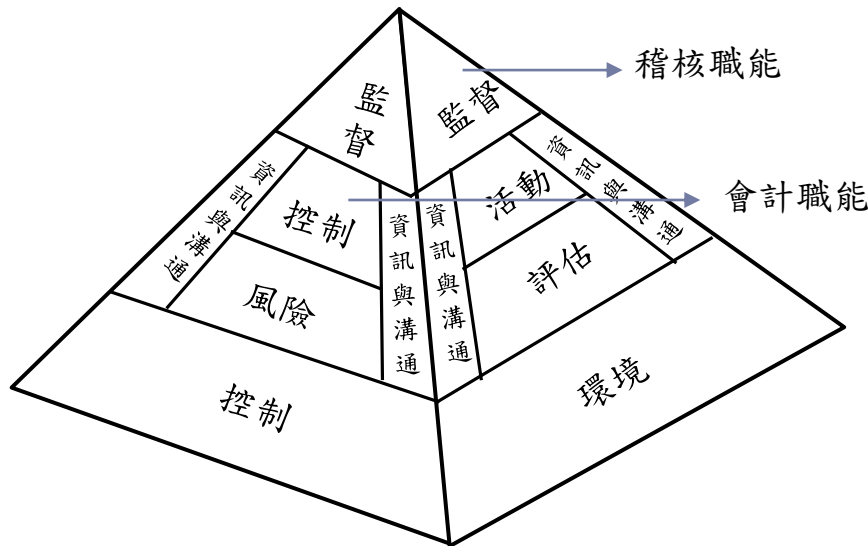 監督
監督
稽核職能
資訊與溝通
控制
資訊與溝通
資訊與溝通
活動
資訊與溝通
會計職能
風險
評估
控制
環境